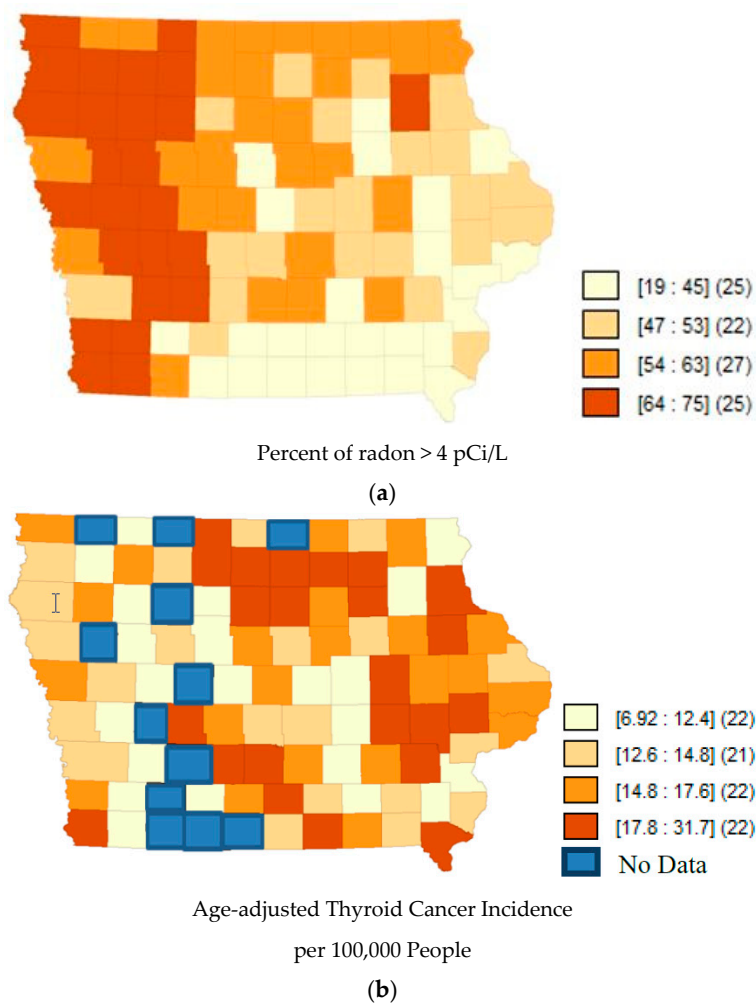 [19 : 45] (25)
[47 : 53] (22)
[54 : 63] (27)
[64 : 75] (25)
Percent of radon > 4 pCi/L
(a)
[6.92 : 12.4] (22)
[12.6 : 14.8] (21)
[14.8 : 17.6] (22)
[17.8 : 31.7] (22)
No Data
Age-adjusted Thyroid Cancer Incidence
per 100,000 People
(b)